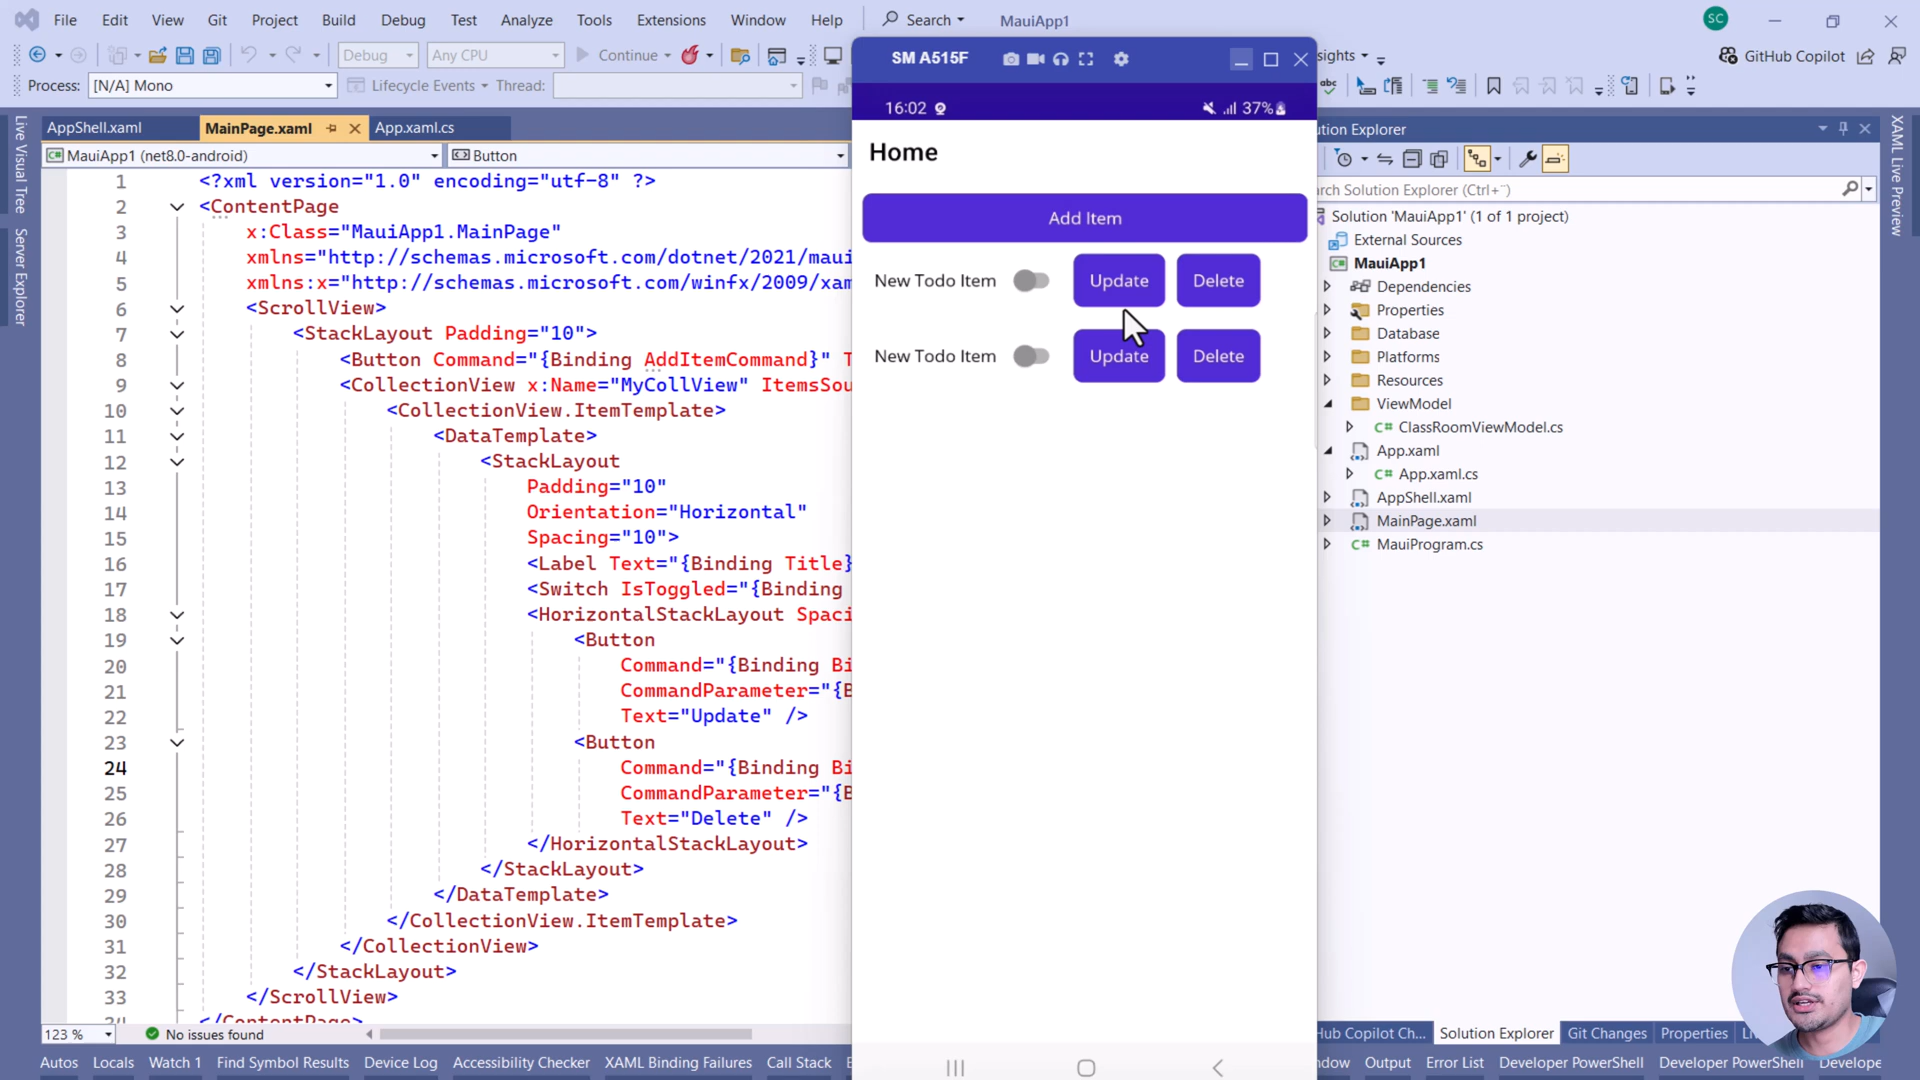 File Edit View Git Project Build Debug Test Analyze Tools Extensions Window Help Search MauiApp1 SC
Debug Any CPU Continue GitHub Copilot
Process: [N/A] Mono Lifecycle Events Thread:
Live Visual Tree
Server Explorer
AppShell.xaml MainPage.xaml App.xaml.cs
MauiApp1 (net8.0-android) Button
1 <?xml version="1.0" encoding="utf-8" ?>
2 <ContentPage
3 x:Class="MauiApp1.MainPage"
4 xmlns="http://schemas.microsoft.com/dotnet/2021/maui
5 xmlns:x="http://schemas.microsoft.com/winfx/2009/xam
6 <ScrollView>
7 <StackLayout Padding="10">
8 <Button Command="{Binding AddItemCommand}" T
9 <CollectionView x:Name="MyCollView" ItemsSou
10 <CollectionView.ItemTemplate>
11 <DataTemplate>
12 <StackLayout
13 Padding="10"
14 Orientation="Horizontal"
15 Spacing="10">
16 <Label Text="{Binding Title}
17 <Switch IsToggled="{Binding
18 <HorizontalStackLayout Spaci
19 <Button
20 Command="{Binding Bi
21 CommandParameter="{B
22 Text="Update" />
23 <Button
24 Command="{Binding Bi
25 CommandParameter="{B
26 Text="Delete" />
27 </HorizontalStackLayout>
28 </StackLayout>
29 </DataTemplate>
30 </CollectionView.ItemTemplate>
31 </CollectionView>
32 </StackLayout>
33 </ScrollView>
34 </ContentPage>
123 % No issues found
Autos Locals Watch 1 Find Symbol Results Device Log Accessibility Checker XAML Binding Failures Call Stack
SM A515F
16:02 37%
Home
Add Item
New Todo Item Update Delete
New Todo Item Update Delete
sights
ution Explorer
rch Solution Explorer (Ctrl+¨)
Solution 'MauiApp1' (1 of 1 project)
External Sources
MauiApp1
Dependencies
Properties
Database
Platforms
Resources
ViewModel
C# ClassRoomViewModel.cs
App.xaml
C# App.xaml.cs
AppShell.xaml
MainPage.xaml
C# MauiProgram.cs
XAML Live Preview
Hub Copilot Ch... Solution Explorer Git Changes Properties
ndow Output Error List Developer PowerShell Developer PowerShell Develope